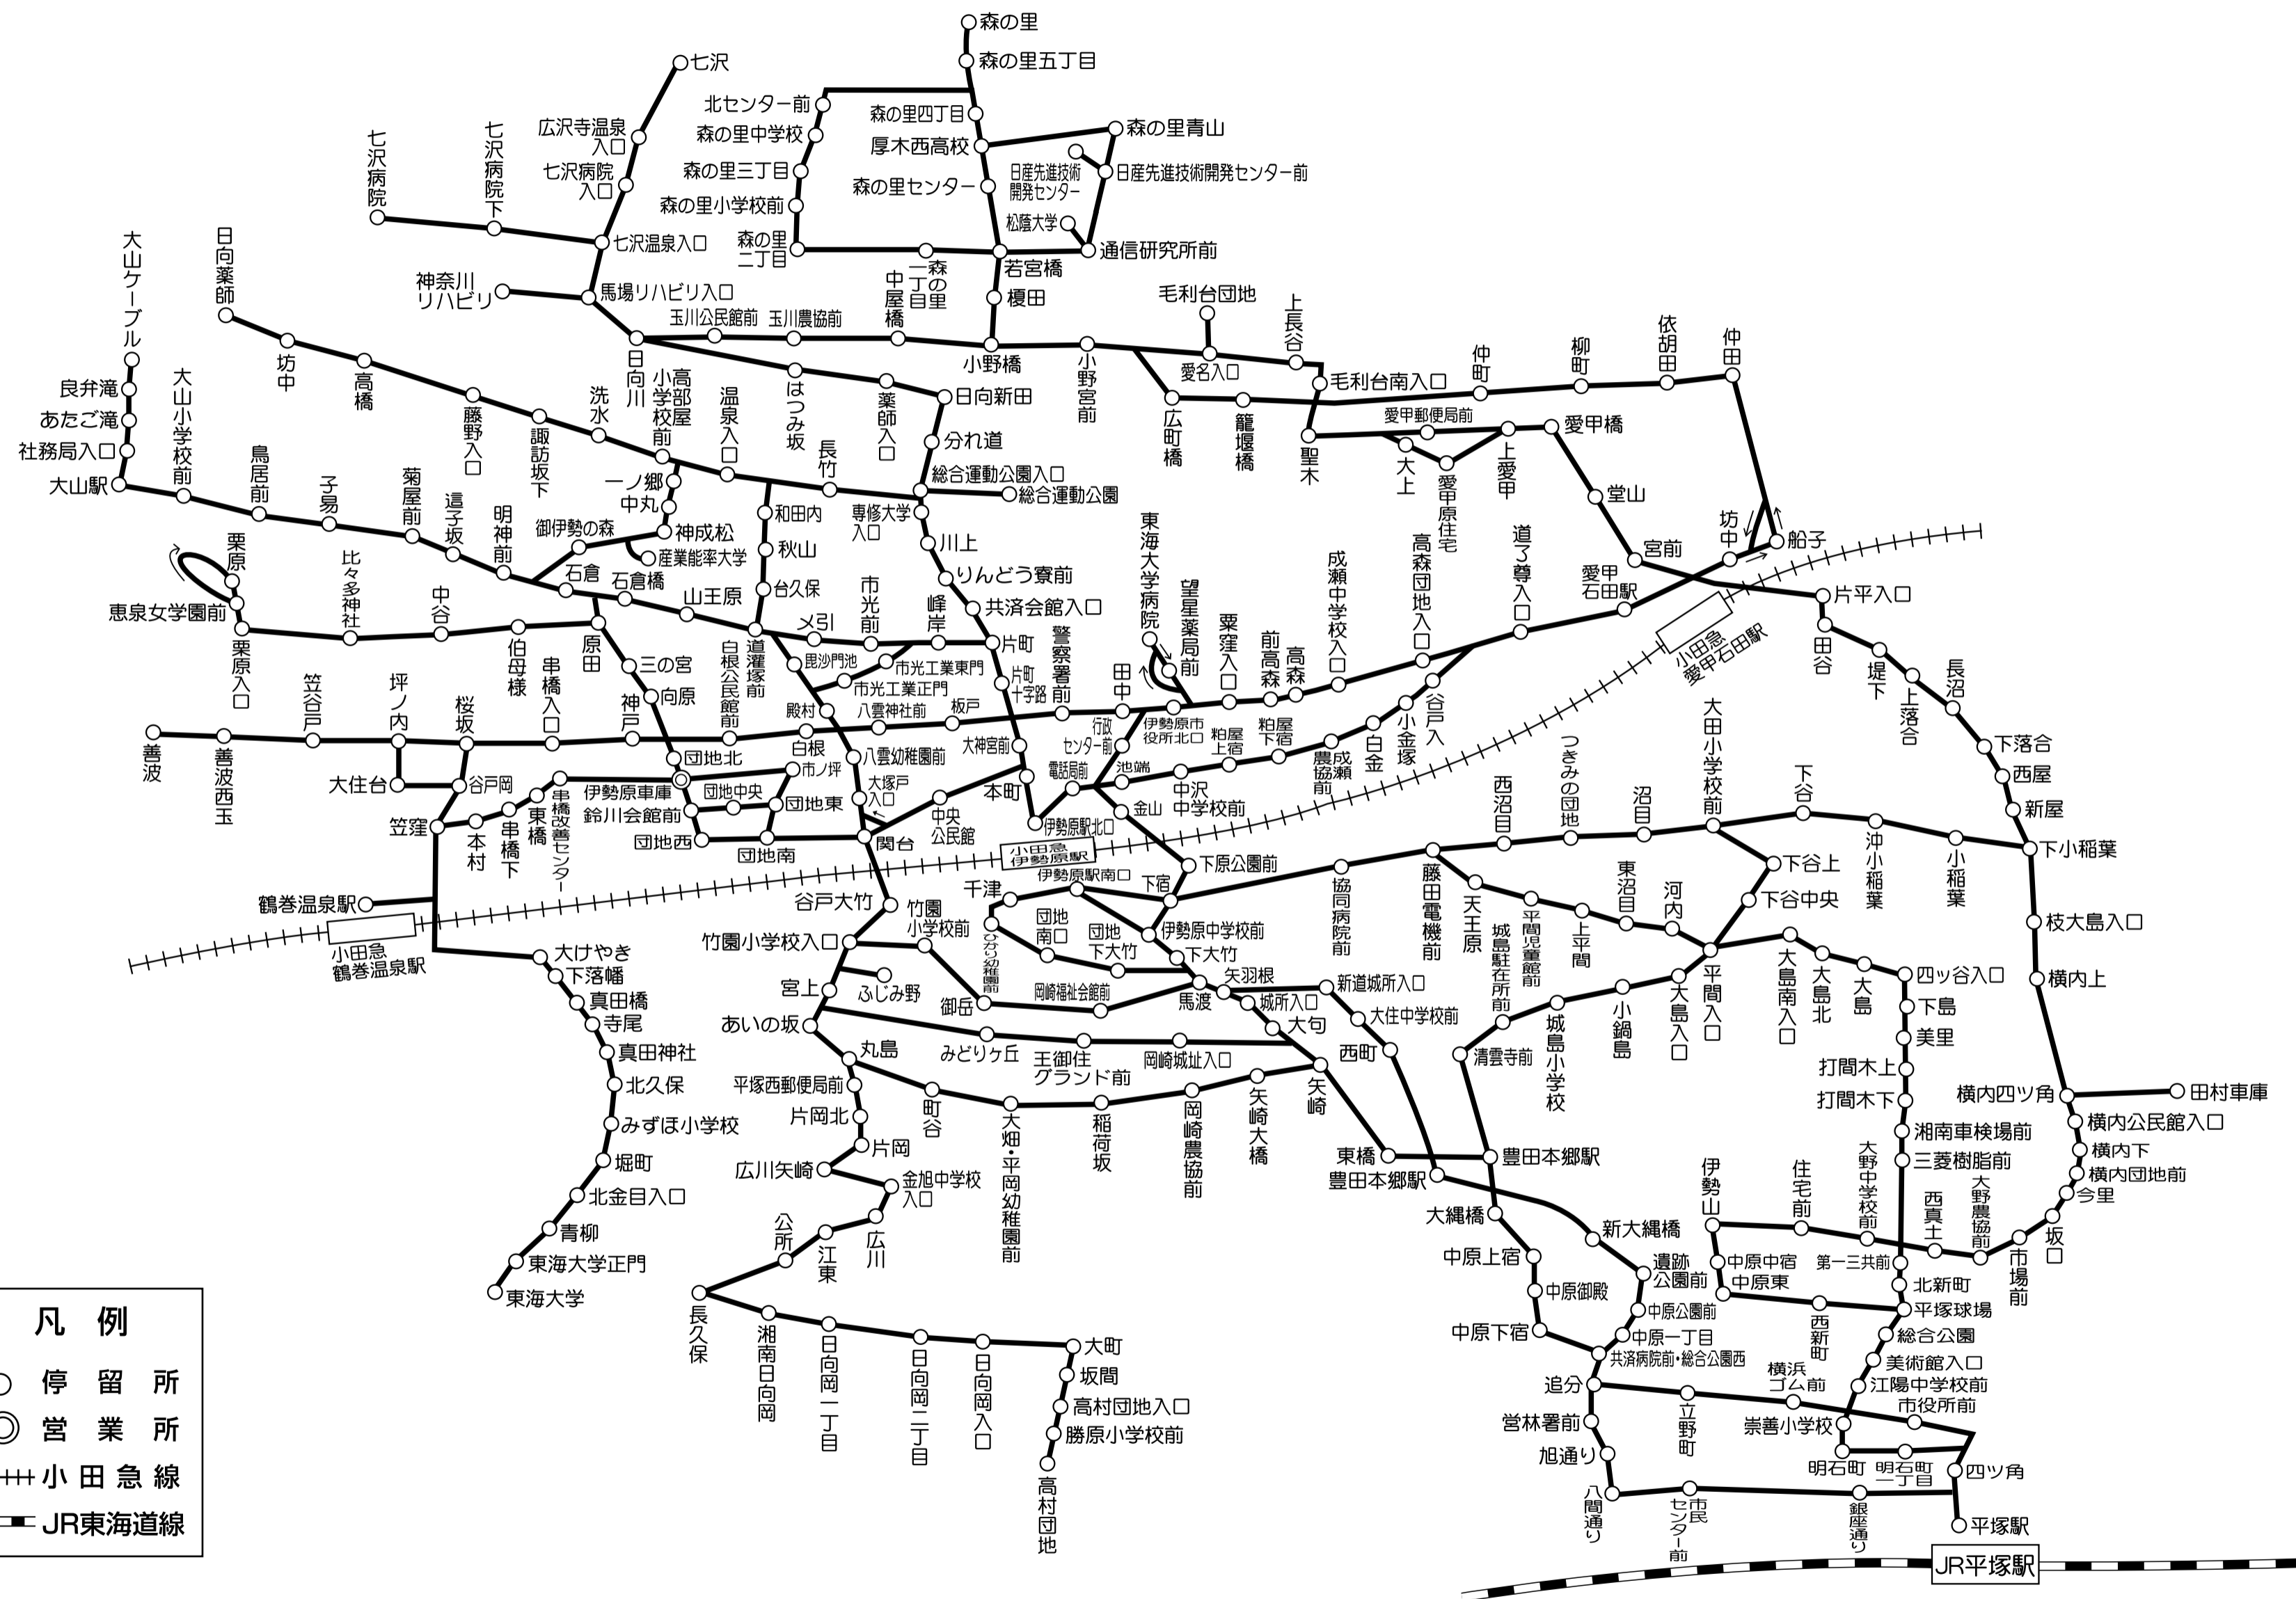 森の里
森の里五丁目
七沢
北センター前
森の里四丁目
広沢寺温泉
入口
森の里中学校
厚木西高校
森の里青山
七沢病院
七沢病院下
七沢病院
入口
森の里三丁目
森の里センター
日産先進技術
開発センター
日産先進技術開発センター前
森の里小学校前
松蔭大学
七沢温泉入口
森の里
二丁目
森の里
一丁目
若宮橋
通信研究所前
大山ケーブル
日向薬師
神奈川
リハビリ
馬場リハビリ入口
玉川公民館前
玉川農協前
中屋橋
榎田
毛利台団地
上長谷
仲町
柳町
依胡田
仲田
良弁滝
あたご滝
社務局入口
大山駅
大山小学校前
坊中
高橋
藤野入口
諏訪坂下
洗水
日向川
高部屋
小学校前
温泉入口
はつみ坂
長竹
薬師入口
日向新田
小野橋
小野宮前
愛名入口
毛利台南入口
広町橋
籠堰橋
聖木
愛甲郵便局前
大上
愛甲原住宅
上愛甲
愛甲橋
堂山
鳥居前
子易
菊屋前
這子坂
明神前
一ノ郷
中丸
神成松
御伊勢の森
産業能率大学
和田内
秋山
台久保
分れ道
総合運動公園入口
総合運動公園
専修大学
入口
川上
りんどう寮前
共済会館入口
東海大学病院
望星薬局前
粟窪入口
前高森
高森
成瀬中学校入口
高森団地入口
道了尊入口
愛甲
石田駅
宮前
坊中
船子
片平入口
田谷
堤下
上落合
長沼
下落合
西屋
新屋
下小稲葉
栗原
恵泉女学園前
栗原入口
比々多神社
中谷
伯母様
石倉
石倉橋
山王原
原田
三の宮
向原
白根公民館前
道灌塚前
〆引
市光前
峰岸
片町
片町
十字路
警察署前
田中
毘沙門池
市光工業東門
市光工業正門
殿村
八雲神社前
板戸
大神宮前
行政
センター前
伊勢原市
役所北口
粕屋
上宿
粕屋
下宿
成瀬
農協前
白金
小金塚
谷戸入
小田急
愛甲石田駅
善波
善波西玉
笠谷戸
坪ノ内
桜坂
串橋入口
神戸
団地北
白根
市ノ坪
八雲幼稚園前
大塚戸
入口
大住台
谷戸岡
笠窪
本村
串橋下
東橋
串橋改善センター
伊勢原車庫
団地中央
団地東
鈴川会館前
団地西
団地南
関台
中央
公民館
本町
電話局前
池端
中沢
中学校前
金山
伊勢原駅北口
小田急
伊勢原駅
伊勢原駅南口
下原公園前
下宿
協同病院前
藤田電機前
西沼目
つきみの団地
沼目
大田小学校前
下谷
沖小稲葉
小稲葉
下谷上
下谷中央
枝大島入口
横内上
鶴巻温泉駅
小田急
鶴巻温泉駅
谷戸大竹
竹園
小学校前
竹園小学校入口
千津
ひかり幼稚園前
団地
南口
団地
下大竹
伊勢原中学校前
下大竹
矢羽根
馬渡
城所入口
大句
新道城所入口
大住中学校前
西町
天王原
平間児童館前
上平間
東沼目
河内
平間入口
大島入口
小鍋島
城島小学校
城島駐在所前
清雲寺前
大島南入口
大島北
大島
四ッ谷入口
下島
美里
打間木上
打間木下
湘南車検場前
三菱樹脂前
横内四ツ角
田村車庫
横内公民館入口
横内下
横内団地前
今里
坂口
市場前
大野農協前
西真土
大野中学校前
住宅前
伊勢山
大けやき
下落幡
真田橋
寺尾
真田神社
北久保
みずほ小学校
堀町
北金目入口
青柳
東海大学正門
東海大学
ふじみ野
宮上
あいの坂
御岳
岡崎福祉会館前
みどりヶ丘
王御住
グランド前
岡崎城址入口
丸島
平塚西郵便局前
片岡北
片岡
広川矢崎
金旭中学校
入口
広川
江東
公所
長久保
町谷
大畑・平岡幼稚園前
稲荷坂
岡崎農協前
矢崎大橋
矢崎
東橋
豊田本郷駅
豊田本郷駅
大縄橋
中原上宿
中原御殿
中原下宿
新大縄橋
遺跡
公園前
中原公園前
中原一丁目
共済病院前・総合公園西
中原中宿
中原東
西新町
第一三共前
北新町
平塚球場
総合公園
美術館入口
江陽中学校前
市役所前
崇善小学校
横浜
ゴム前
立野町
追分
営林署前
旭通り
八間通り
市民
センター前
銀座通り
明石町
明石町
一丁目
四ツ角
平塚駅
JR平塚駅
湘南日向岡
日向岡一丁目
日向岡二丁目
日向岡入口
大町
坂間
高村団地入口
勝原小学校前
高村団地
凡例
停留所
営業所
小田急線
JR東海道線